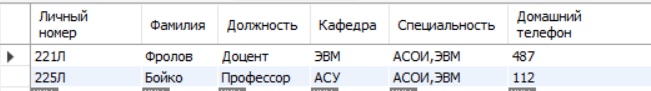 Личный номер Фамилия Должность Кафедра Специальность Домашний телефон
221Л Фролов Доцент ЭВМ АСОИ,ЭВМ 487
225Л Бойко Профессор АСУ АСОИ,ЭВМ 112